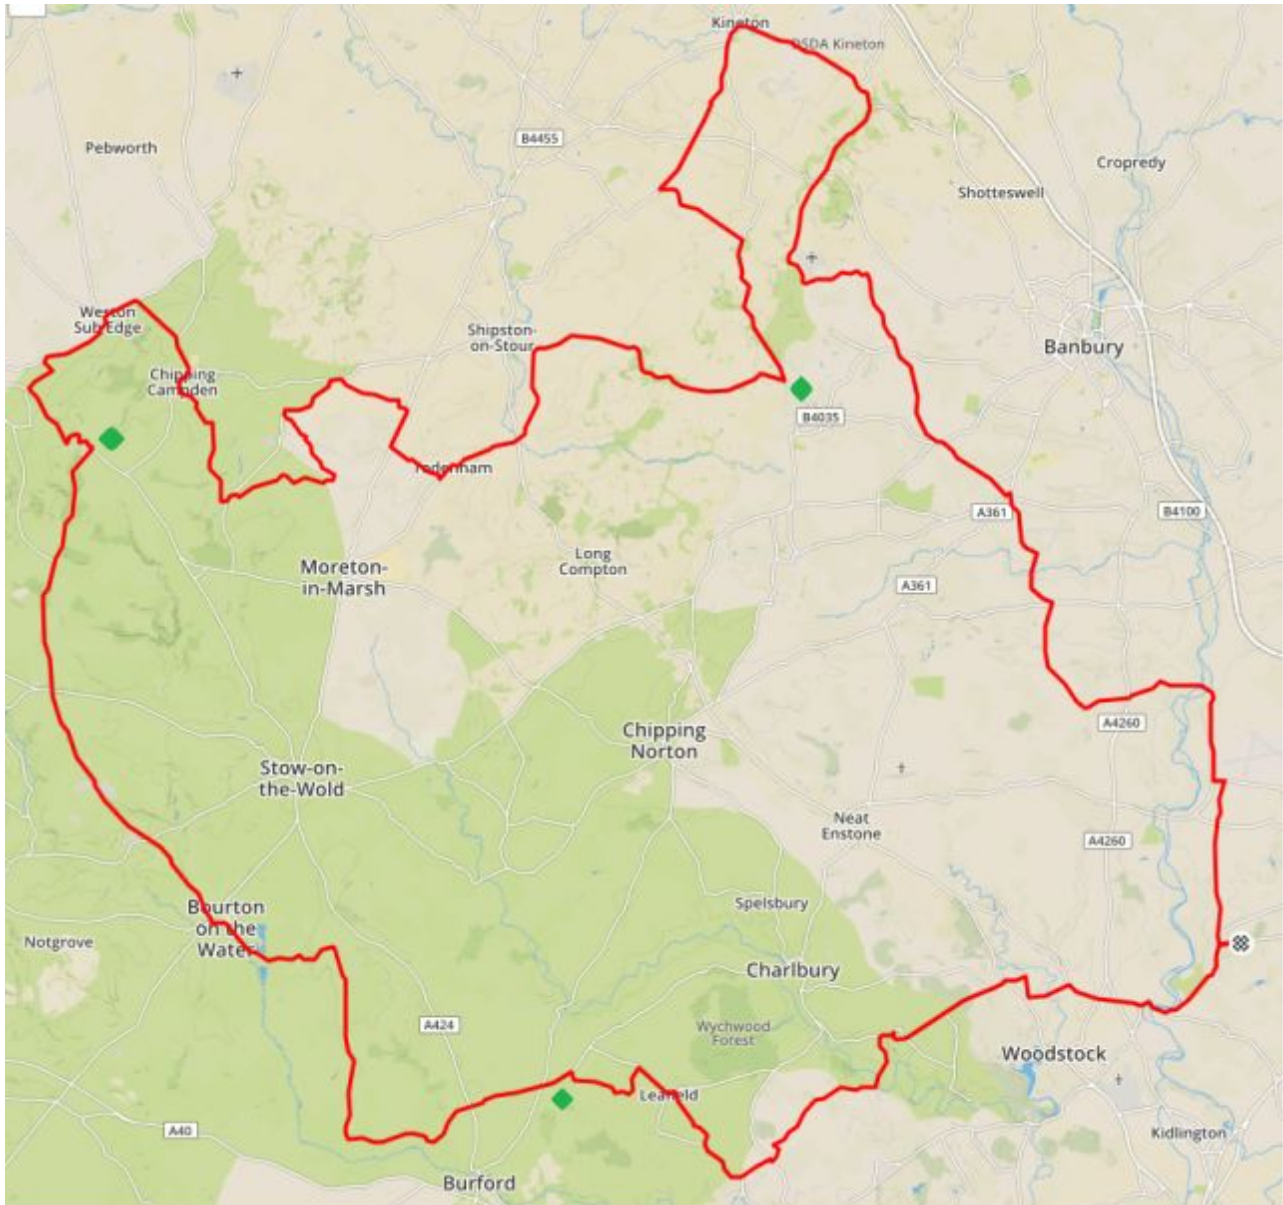 Kineton
DSDA Kineton
B4455
Pebworth
Cropredy
Shotteswell
Weston
Sub Edge
Shipston-
on-Stour
Banbury
Chipping
Campden
B4035
Todenham
A361
B4100
Long
Compton
Moreton-
in-Marsh
A361
A4260
Chipping
Norton
Stow-on-
the-Wold
Neat
Enstone
A4260
Spelsbury
Bourton
on the
Water
Notgrove
Charlbury
A424
Wychwood
Forest
Woodstock
Leafield
A40
Kidlington
Burford